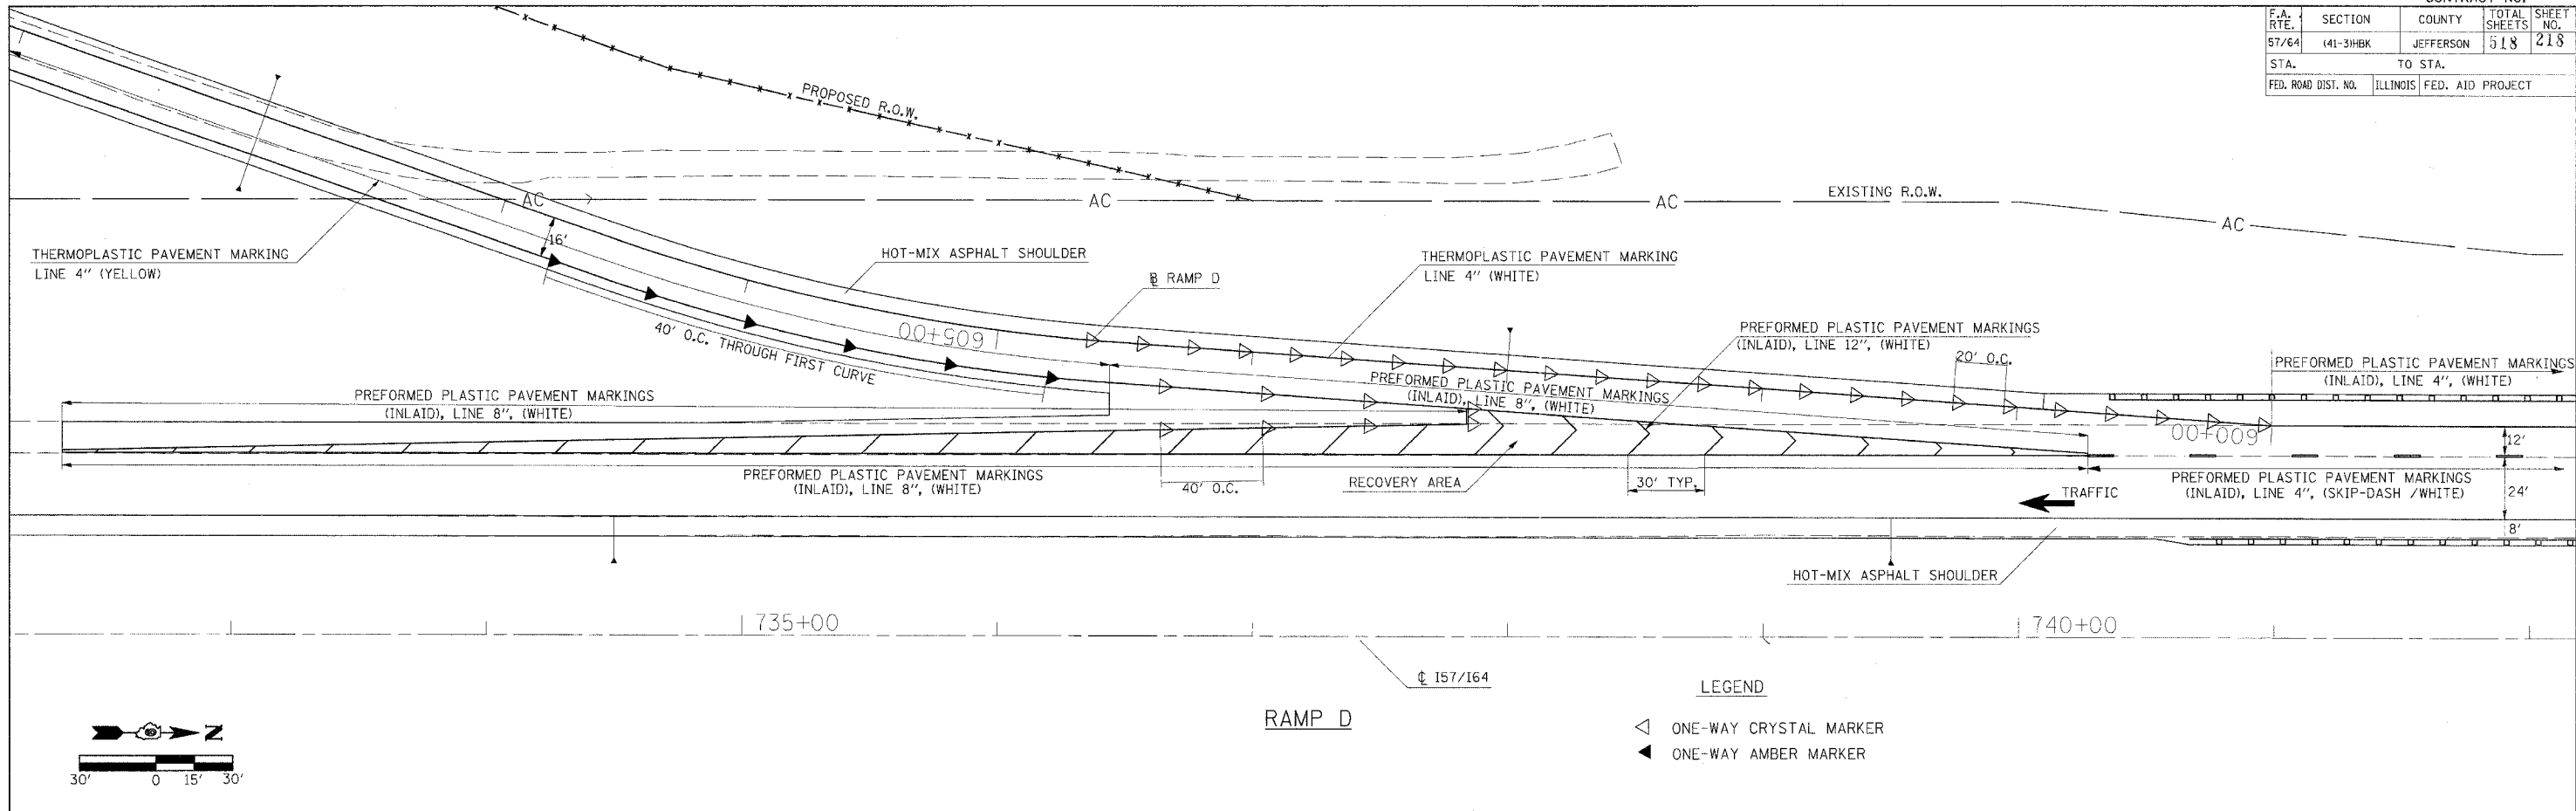 F.A. RTE. SECTION COUNTY TOTAL SHEETS SHEET NO.
57/64 (41-3)HBK JEFFERSON 518 218
STA. TO STA.
FED. ROAD DIST. NO. ILLINOIS FED. AID PROJECT
PROPOSED R.O.W.
AC
AC
AC
EXISTING R.O.W.
AC
16'
THERMOPLASTIC PAVEMENT MARKING
LINE 4" (YELLOW)
HOT-MIX ASPHALT SHOULDER
THERMOPLASTIC PAVEMENT MARKING
LINE 4" (WHITE)
RAMP D
605+00
40' O.C. THROUGH FIRST CURVE
PREFORMED PLASTIC PAVEMENT MARKINGS
(INLAID), LINE 12", (WHITE)
20' O.C.
PREFORMED PLASTIC PAVEMENT MARKINGS
(INLAID), LINE 4", (WHITE)
PREFORMED PLASTIC PAVEMENT MARKINGS
(INLAID), LINE 8", (WHITE)
PREFORMED PLASTIC PAVEMENT MARKINGS
(INLAID), LINE 8", (WHITE)
600+00
12'
PREFORMED PLASTIC PAVEMENT MARKINGS
(INLAID), LINE 8", (WHITE)
40' O.C.
RECOVERY AREA
30' TYP.
TRAFFIC
PREFORMED PLASTIC PAVEMENT MARKINGS
(INLAID), LINE 4", (SKIP-DASH /WHITE)
24'
8'
HOT-MIX ASPHALT SHOULDER
735+00
740+00
℄ I57/I64
RAMP D
LEGEND
ONE-WAY CRYSTAL MARKER
ONE-WAY AMBER MARKER
N
30' 0 15' 30'